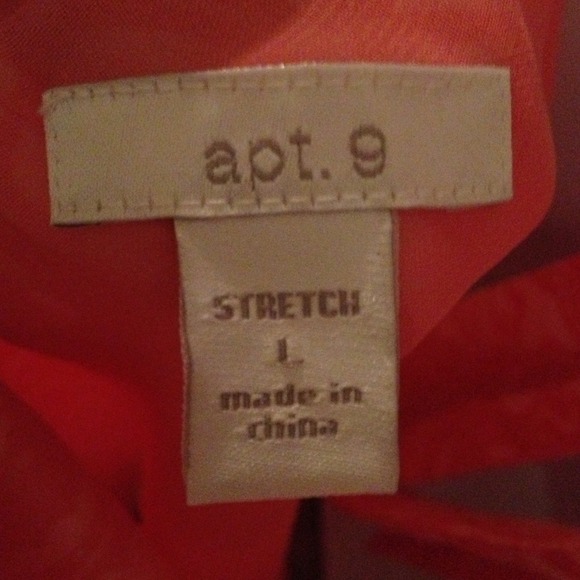 apt. 9
STRETCH
L
made in
china